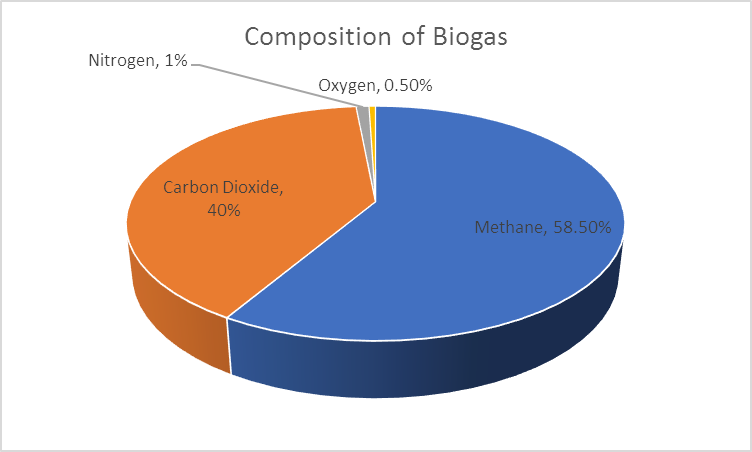 Composition of Biogas
Nitrogen, 1%
Oxygen, 0.50%
Carbon Dioxide,
40%
Methane, 58.50%